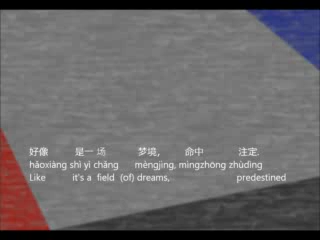 好像 是一 场 梦境, 命中 注定.
hǎoxiàng shì yì chǎng mèngjìng, mìngzhōng zhùdìng
Like it's a field (of) dreams, predestined